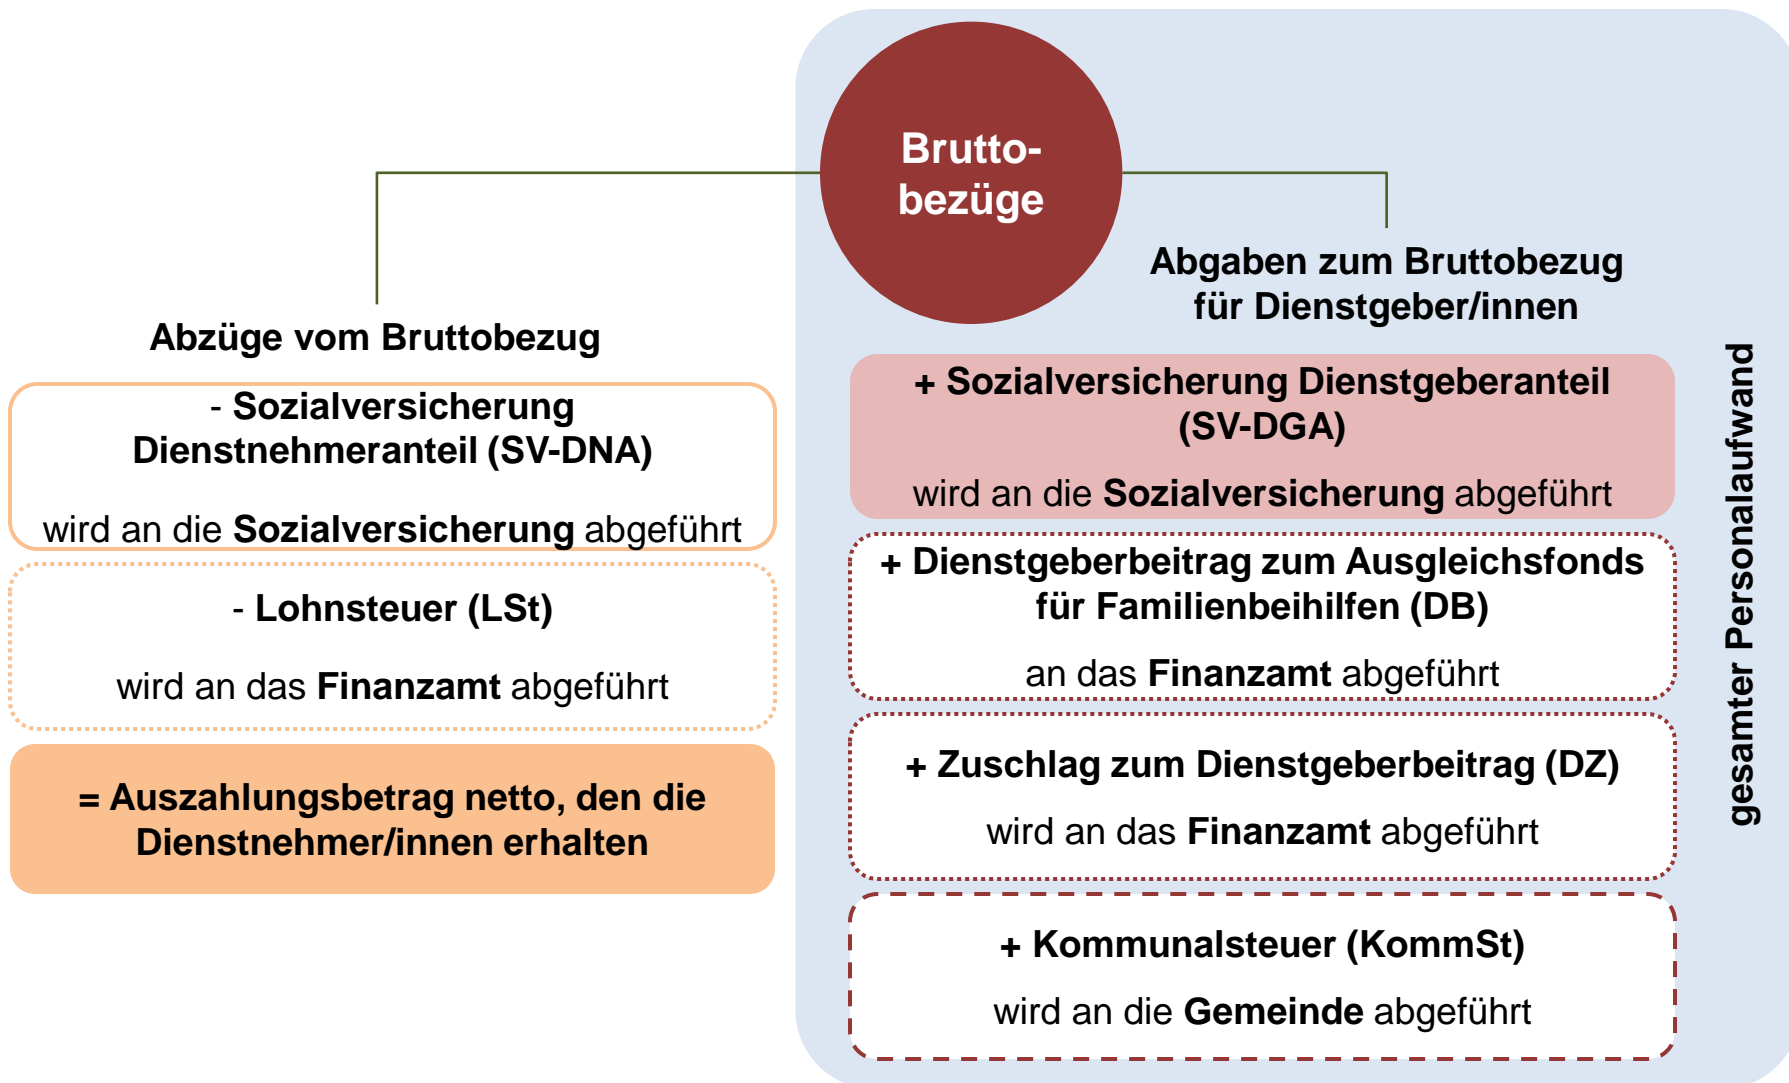 Brutto-
bezüge
Abzüge vom Bruttobezug
- Sozialversicherung
Dienstnehmeranteil (SV-DNA)
wird an die Sozialversicherung abgeführt
- Lohnsteuer (LSt)
wird an das Finanzamt abgeführt
= Auszahlungsbetrag netto, den die
Dienstnehmer/innen erhalten
Abgaben zum Bruttobezug
für Dienstgeber/innen
+ Sozialversicherung Dienstgeberanteil
(SV-DGA)
wird an die Sozialversicherung abgeführt
+ Dienstgeberbeitrag zum Ausgleichsfonds
für Familienbeihilfen (DB)
an das Finanzamt abgeführt
+ Zuschlag zum Dienstgeberbeitrag (DZ)
wird an das Finanzamt abgeführt
+ Kommunalsteuer (KommSt)
wird an die Gemeinde abgeführt
gesamter Personalaufwand